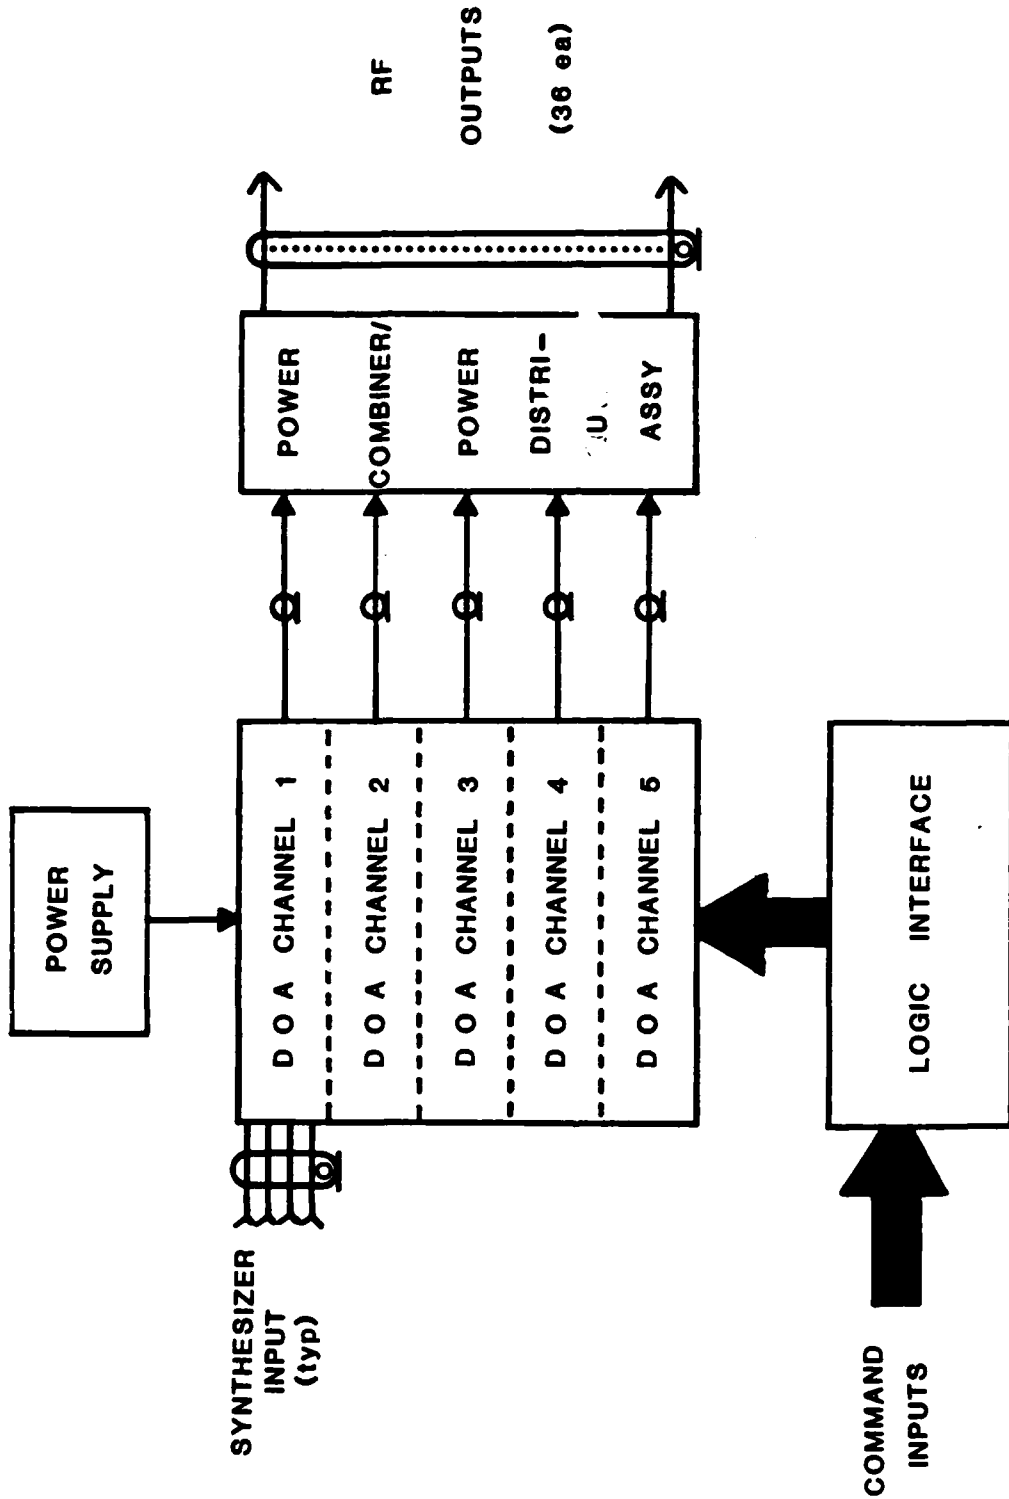 POWER
SUPPLY
SYNTHESIZER
INPUT
(typ)
D O A CHANNEL 1
D O A CHANNEL 2
D O A CHANNEL 3
D O A CHANNEL 4
D O A CHANNEL 5
POWER
COMBINER/
POWER
DISTRI-
ASSY
RF
OUTPUTS
(36 ea)
COMMAND
INPUTS
LOGIC INTERFACE